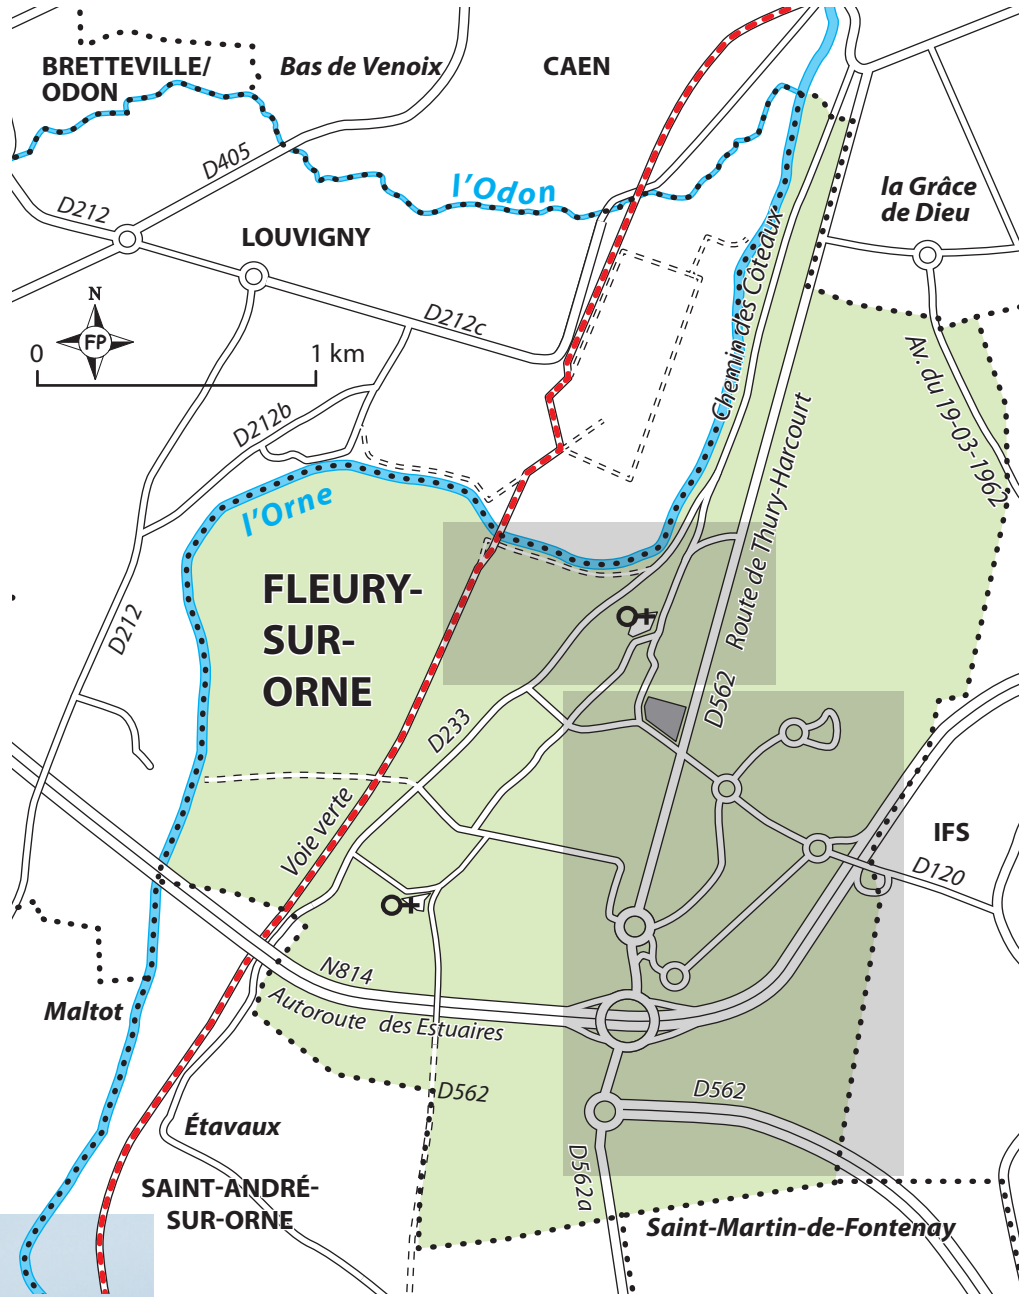 BRETTEVILLE/
ODON
Bas de Venoix
CAEN
D405
l'Odon
la Grâce
de Dieu
D212
LOUVIGNY
N
FP
0
1 km
D212c
Chemin des Côteaux
Av. du 19-03-1962
D212b
Route de Thury-Harcourt
l'Orne
FLEURY-
SUR-
ORNE
D212
D562
D233
Voie verte
IFS
D120
N814
Autoroute des Estuaires
Maltot
D562
D562
Étavaux
D562a
SAINT-ANDRÉ-
SUR-ORNE
Saint-Martin-de-Fontenay